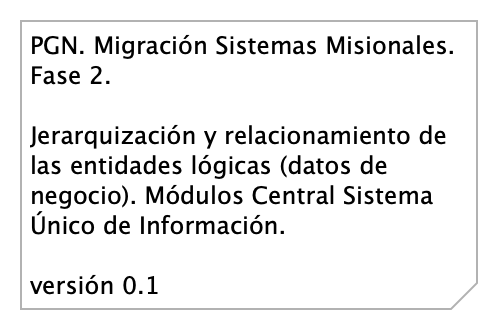 PGN. Migración Sistemas Misionales.
Fase 2.
Jerarquización y relacionamiento de
las entidades lógicas (datos de
negocio). Módulos Central Sistema
Único de Información.
versión 0.1